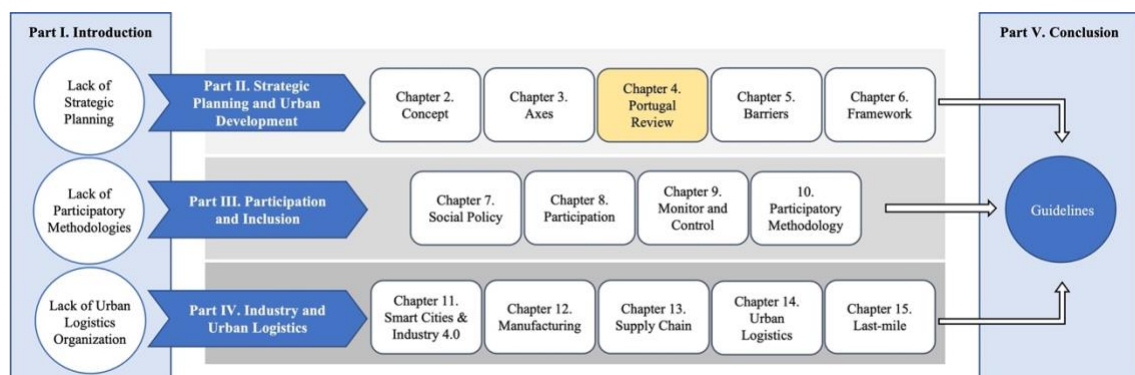 Part I. Introduction
Part V. Conclusion
Lack of
Strategic
Planning
Part II. Strategic
Planning and Urban
Development
Chapter 2.
Concept
Chapter 3.
Axes
Chapter 4.
Portugal
Review
Chapter 5.
Barriers
Chapter 6.
Framework
Lack of
Participatory
Methodologies
Part III. Participation
and Inclusion
Chapter 7.
Social Policy
Chapter 8.
Participation
Chapter 9.
Monitor and
Control
10.
Participatory
Methodology
Guidelines
Lack of Urban
Logistics
Organization
Part IV. Industry and
Urban Logistics
Chapter 11.
Smart Cities &
Industry 4.0
Chapter 12.
Manufacturing
Chapter 13.
Supply Chain
Chapter 14.
Urban
Logistics
Chapter 15.
Last-mile